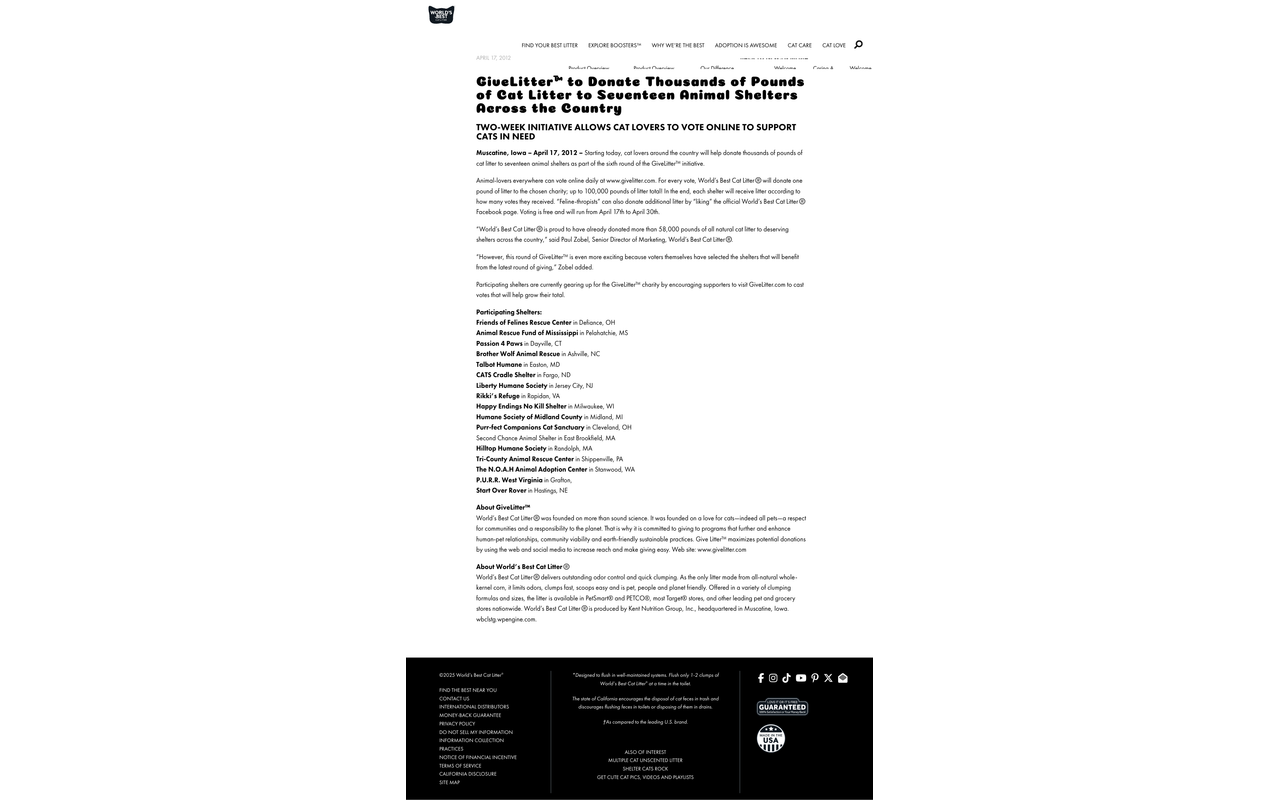 WORLD'S
BEST
FIND YOUR BEST LITTER EXPLORE BOOSTERS™ WHY WE'RE THE BEST ADOPTION IS AWESOME CAT CARE CAT LOVE
APRIL 17, 2012
Product Overview Product Overview Our Difference Welcome Caring 4 Welcome
GiveLitter™ to Donate Thousands of Pounds
of Cat Litter to Seventeen Animal Shelters
Across the Country
TWO-WEEK INITIATIVE ALLOWS CAT LOVERS TO VOTE ONLINE TO SUPPORT
CATS IN NEED
Muscatine, Iowa – April 17, 2012 – Starting today, cat lovers around the country will help donate thousands of pounds of
cat litter to seventeen animal shelters as part of the sixth round of the GiveLitter™ initiative.
Animal-lovers everywhere can vote online daily at www.givelitter.com. For every vote, World's Best Cat Litter® will donate one
pound of litter to the chosen charity; up to 100,000 pounds of litter total! In the end, each shelter will receive litter according to
how many votes they received. "Feline-thropists" can also donate additional litter by "liking" the official World's Best Cat Litter®
Facebook page. Voting is free and will run from April 17th to April 30th.
"World's Best Cat Litter® is proud to have already donated more than 58,000 pounds of all natural cat litter to deserving
shelters across the country," said Paul Zobel, Senior Director of Marketing, World's Best Cat Litter®.
"However, this round of GiveLitter™ is even more exciting because voters themselves have selected the shelters that will benefit
from the latest round of giving," Zobel added.
Participating shelters are currently gearing up for the GiveLitter™ charity by encouraging supporters to visit GiveLitter.com to cast
votes that will help grow their total.
Participating Shelters:
Friends of Felines Rescue Center in Defiance, OH
Animal Rescue Fund of Mississippi in Pelahatchie, MS
Passion 4 Paws in Dayville, CT
Brother Wolf Animal Rescue in Ashville, NC
Talbot Humane in Easton, MD
CATS Cradle Shelter in Fargo, ND
Liberty Humane Society in Jersey City, NJ
Rikki's Refuge in Rapidan, VA
Happy Endings No Kill Shelter in Milwaukee, WI
Humane Society of Midland County in Midland, MI
Purr-fect Companions Cat Sanctuary in Cleveland, OH
Second Chance Animal Shelter in East Brookfield, MA
Hilltop Humane Society in Randolph, MA
Tri-County Animal Rescue Center in Shippenville, PA
The N.O.A.H Animal Adoption Center in Stanwood, WA
P.U.R.R. West Virginia in Grafton,
Start Over Rover in Hastings, NE
About GiveLitter™
World's Best Cat Litter® was founded on more than sound science. It was founded on a love for cats—indeed all pets—a respect
for communities and a responsibility to the planet. That is why it is committed to giving to programs that further and enhance
human-pet relationships, community viability and earth-friendly sustainable practices. Give Litter™ maximizes potential donations
by using the web and social media to increase reach and make giving easy. Web site: www.givelitter.com
About World's Best Cat Litter®
World's Best Cat Litter® delivers outstanding odor control and quick clumping. As the only litter made from all-natural whole-
kernel corn, it limits odors, clumps fast, scoops easy and is pet, people and planet friendly. Offered in a variety of clumping
formulas and sizes, the litter is available in PetSmart® and PETCO®, most Target® stores, and other leading pet and grocery
stores nationwide. World's Best Cat Litter® is produced by Kent Nutrition Group, Inc., headquartered in Muscatine, Iowa.
wbclstg.wpengine.com.
©2025 World's Best Cat Litter®
FIND THE BEST NEAR YOU
CONTACT US
INTERNATIONAL DISTRIBUTORS
MONEY-BACK GUARANTEE
PRIVACY POLICY
DO NOT SELL MY INFORMATION
INFORMATION COLLECTION
PRACTICES
NOTICE OF FINANCIAL INCENTIVE
TERMS OF SERVICE
CALIFORNIA DISCLOSURE
SITE MAP
*Designed to flush in well-maintained systems. Flush only 1-2 clumps of
World's Best Cat Litter® at a time in the toilet.
The state of California encourages the disposal of cat feces in trash and
discourages flushing feces in toilets or disposing of them in drains.
†As compared to the leading U.S. brand.
ALSO OF INTEREST
MULTIPLE CAT UNSCENTED LITTER
SHELTER CATS ROCK
GET CUTE CAT PICS, VIDEOS AND PLAYLISTS
GUARANTEED
MADE IN THE
USA